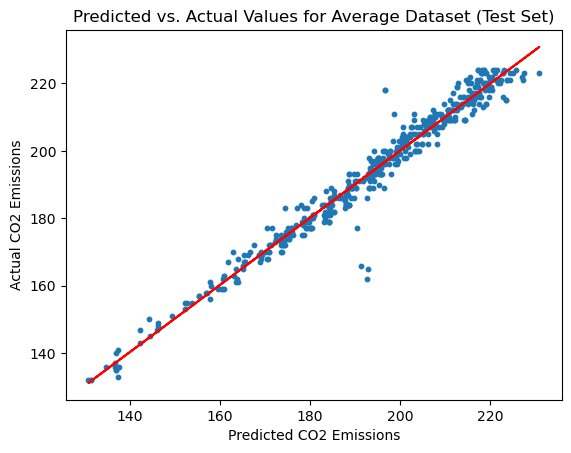 Predicted vs. Actual Values for Average Dataset (Test Set)
Actual CO2 Emissions
220
200
180
160
140
140 160 180 200 220
Predicted CO2 Emissions